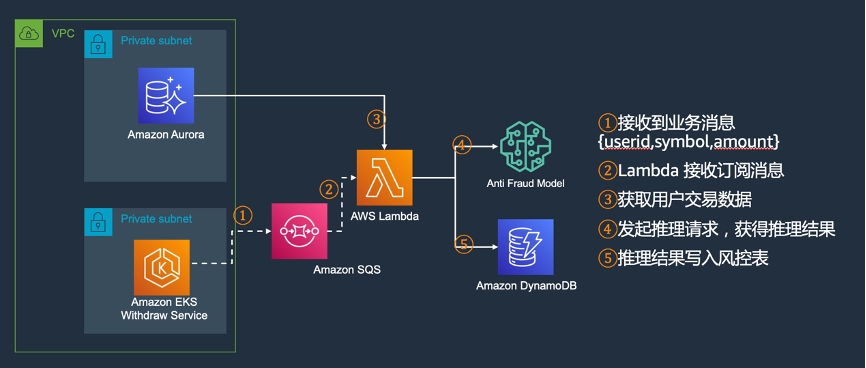 VPC
Private subnet
Amazon Aurora
Private subnet
Amazon EKS
Withdraw Service
①
Amazon SQS
②
③
AWS Lambda
④
Anti Fraud Model
⑤
Amazon DynamoDB
①接收到业务消息
{userid,symbol,amount}
②Lambda 接收订阅消息
③获取用户交易数据
④发起推理请求，获得推理结果
⑤推理结果写入风控表